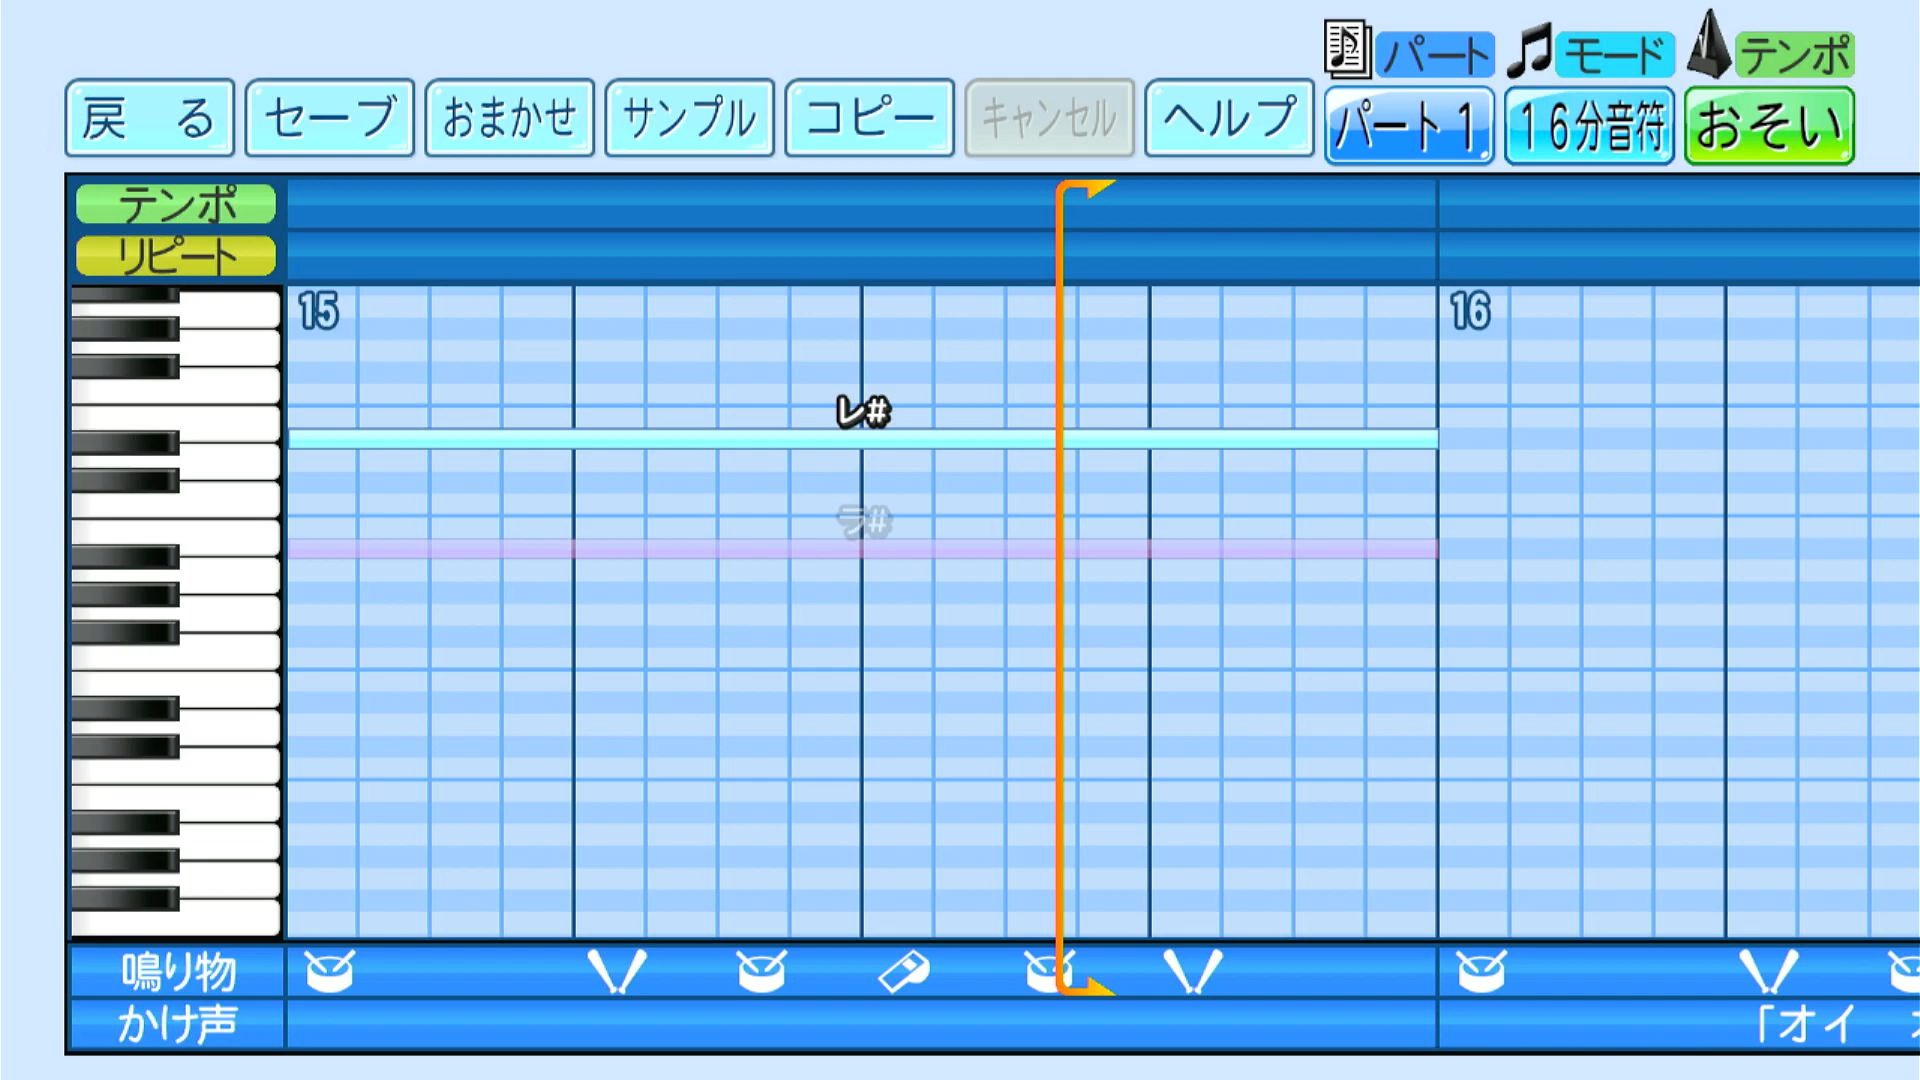 パート モード テンポ
戻る セーブ おまかせ サンプル コピー キャンセル ヘルプ パート1 16分音符 おそい
テンポ
リピート
15 16
レ#
ラ#
鳴り物
かけ声 「オイ